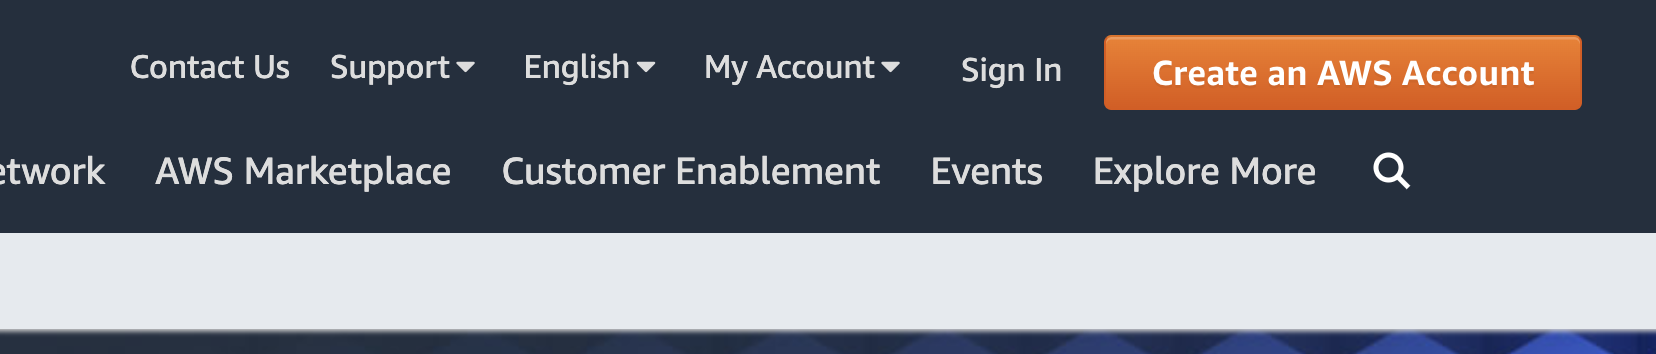 Contact Us Support English My Account Sign In Create an AWS Account
etwork AWS Marketplace Customer Enablement Events Explore More